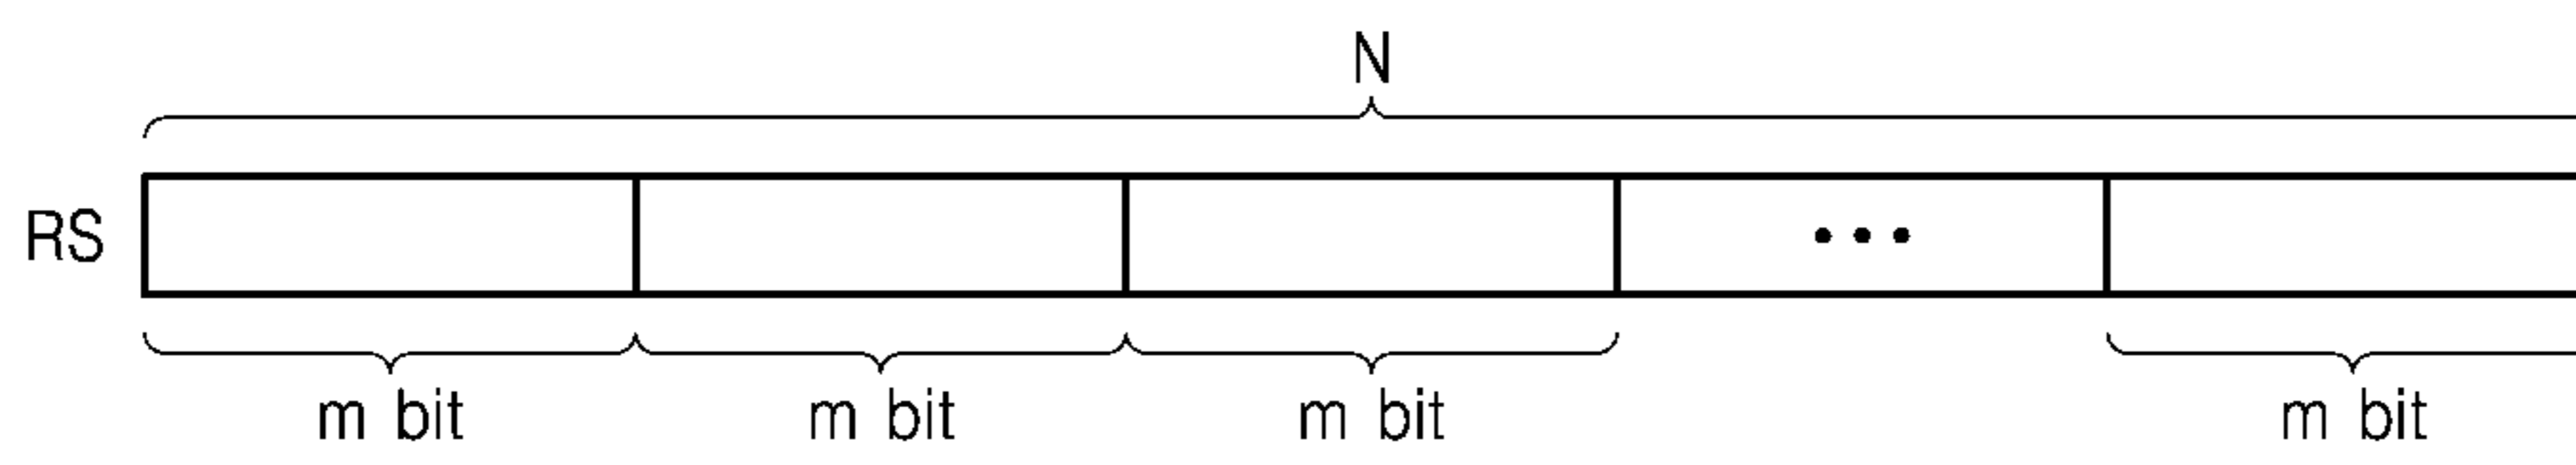 N
RS
•••
m bit m bit m bit m bit